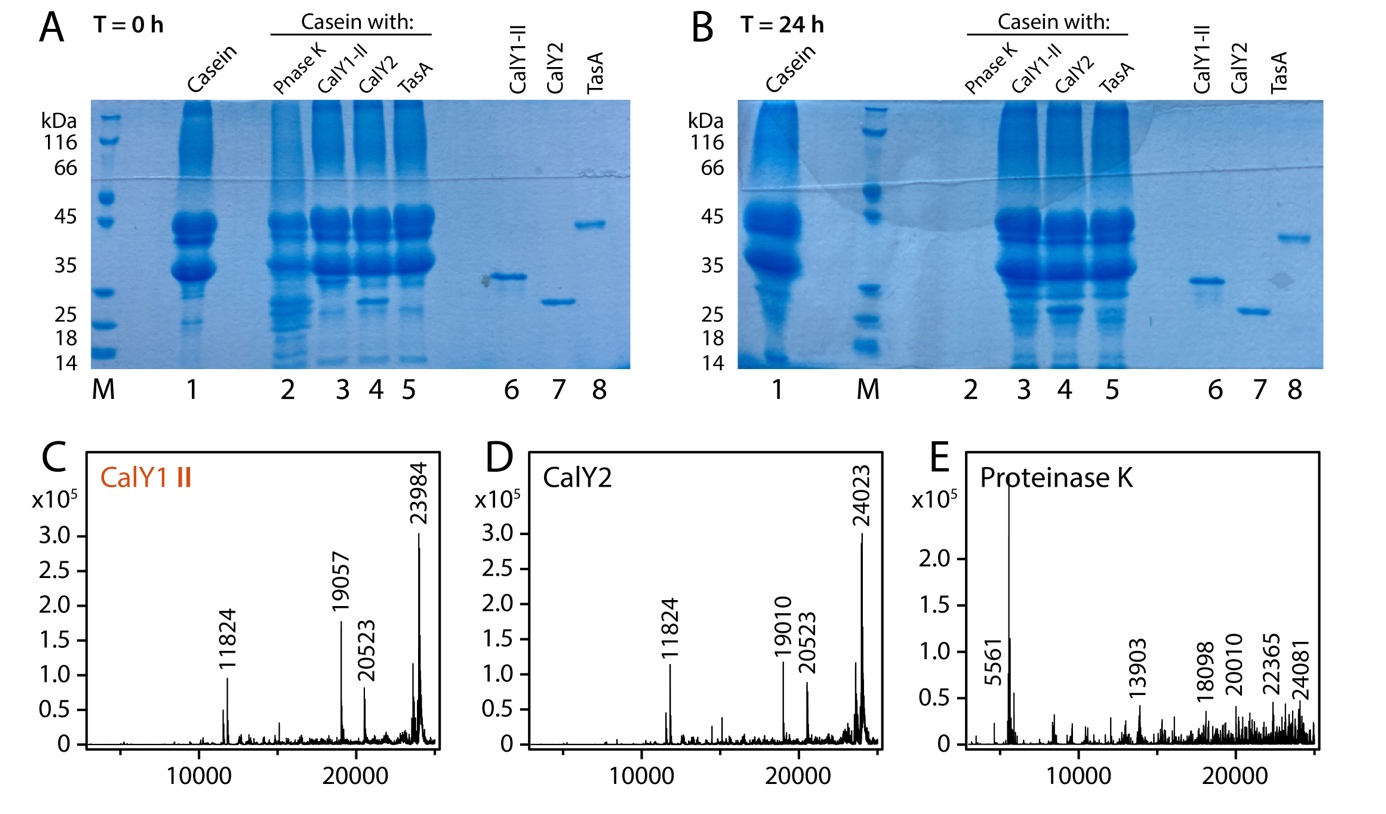 A T = 0 h
Casein with:
Casein
Pnase K
CalY1-II
CalY2
TasA
CalY1-II
CalY2
TasA
kDa
116
66
45
35
25
18
14
M 1 2 3 4 5 6 7 8
B T = 24 h
Casein with:
Casein
Pnase K
CalY1-II
CalY2
TasA
CalY1-II
CalY2
TasA
kDa
116
66
45
35
25
18
14
1 M 2 3 4 5 6 7 8
C CalY1 II
x10⁵
3.0
2.5
2.0
1.5
1.0
0.5
0
11824
19057
20523
23984
10000 20000
D CalY2
x10⁵
3.0
2.5
2.0
1.5
1.0
0.5
0
11824
19010
20523
24023
10000 20000
E Proteinase K
x10⁵
2.0
1.5
1.0
0.5
0
5561
13903
18098
20010
22365
24081
10000 20000